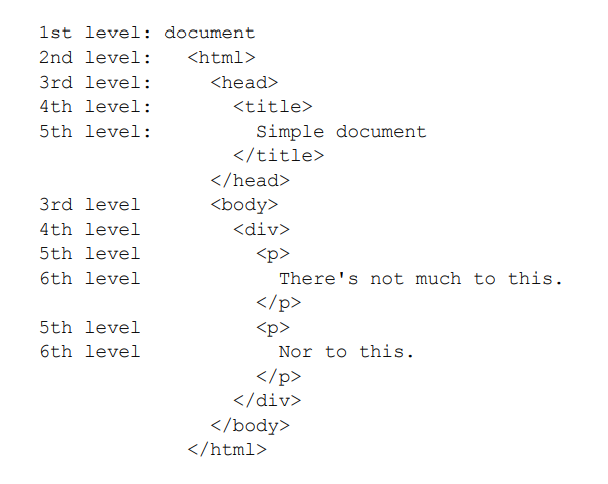 1st level: document
2nd level:   <html>
3rd level:     <head>
4th level:       <title>
5th level:         Simple document
                 </title>
               </head>
3rd level      <body>
4th level        <div>
5th level          <p>
6th level            There's not much to this.
                   </p>
5th level          <p>
6th level            Nor to this.
                   </p>
                 </div>
               </body>
             </html>